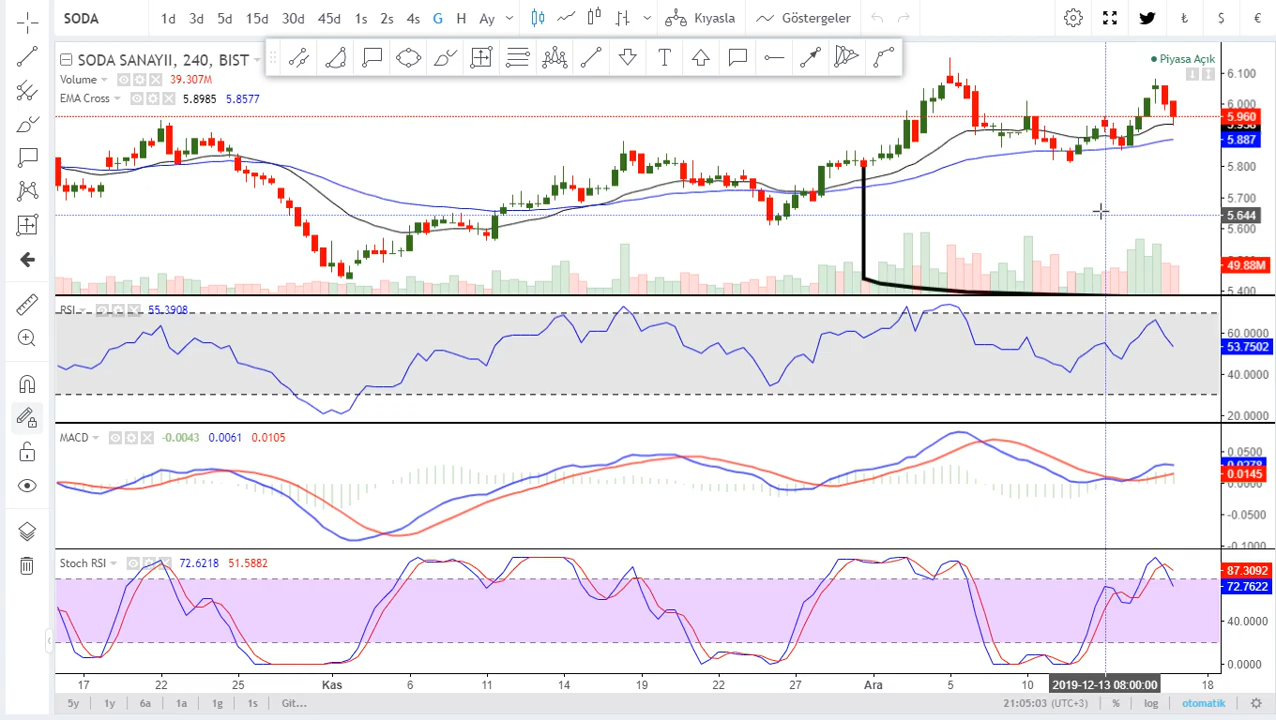 SODA 1d 3d 5d 15d 30d 45d 1s 2s 4s G H Ay Kıyasla Göstergeler ₺ $ €
SODA SANAYII, 240, BIST
Piyasa Açık
Volume 39.307M
EMA Cross 5.8985 5.8577
6.100
6.000
5.960
5.887
5.800
5.700
5.644
5.600
49.88M
5.400
RSI 55.3908
60.0000
53.7502
40.0000
20.0000
MACD -0.0043 0.0061 0.0105
0.0500
0.0145
0.0000
-0.0500
-0.1000
Stoch RSI 72.6218 51.5882
87.3092
72.7622
40.0000
0.0000
17 22 25 Kas 6 11 14 19 22 27 Ara 5 10 2019-12-13 08:00:00 18
5y 1y 6a 1a 1g 1s Git... 21:05:03 (UTC+3) % log otomatik